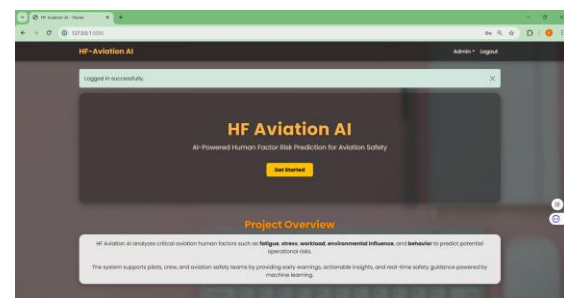 HF Aviation AI - Home
127.0.0.1:5000
HF-Aviation AI
Admin
Logout
Logged in successfully.
HF Aviation AI
AI-Powered Human Factor Risk Prediction for Aviation Safety
Get Started
Project Overview
HF Aviation AI analyzes critical aviation human factors such as fatigue, stress, workload, environmental influence, and behavior to predict potential
operational risks.
The system supports pilots, crew, and aviation safety teams by providing early warnings, actionable insights, and real-time safety guidance powered by
machine learning.